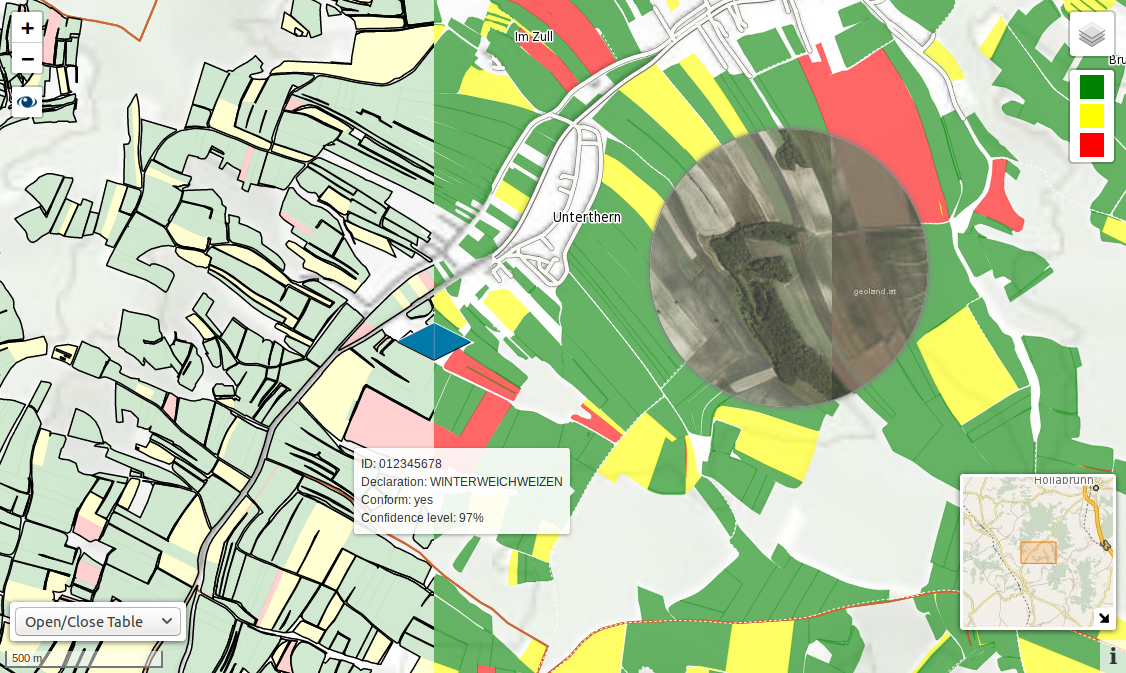 +
−
Im Zull
Bru
Unterthern
geoland.at
ID: 012345678
Declaration: WINTERWEICHWEIZEN
Conform: yes
Confidence level: 97%
Hollabrunn
Open/Close Table
500 m
i